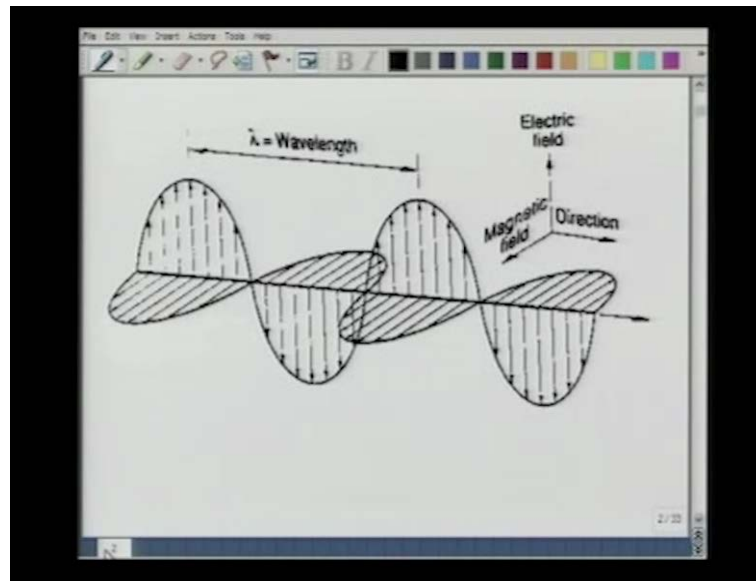 File Edit View Insert Actions Tools Help
B I
λ = Wavelength
Electric
field
Magnetic
field
Direction
2 / 33